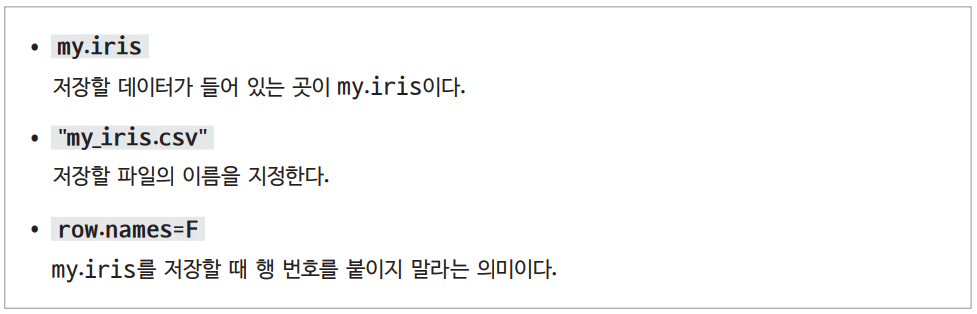 • my.iris
저장할 데이터가 들어 있는 곳이 my.iris이다.
• "my_iris.csv"
저장할 파일의 이름을 지정한다.
• row.names=F
my.iris를 저장할 때 행 번호를 붙이지 말라는 의미이다.